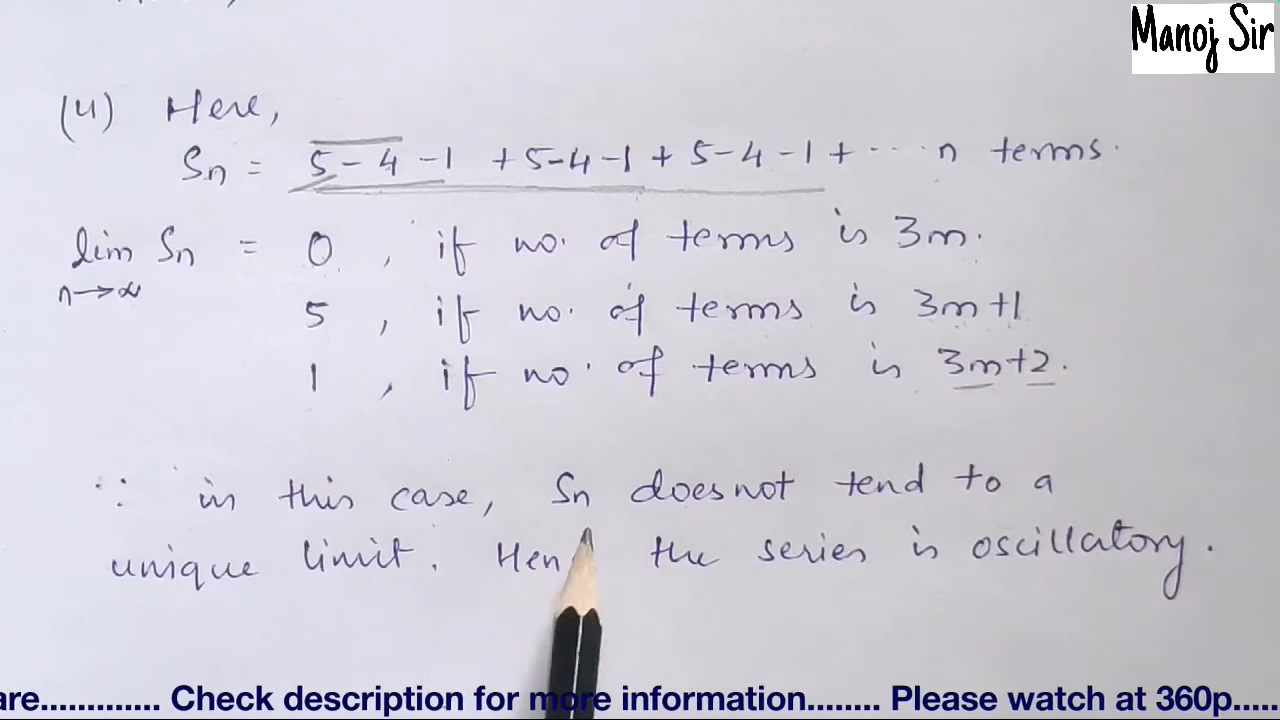 Manoj Sir
(4) Here,
Sn = 5-4-1 +5-4-1 + 5-4-1 + ... n terms.
lim Sn = 0, if no. of terms is 3m.
n→∞
5, if no. of terms is 3m+1
1, if no. of terms is 3m+2.
∵ in this case, Sn does not tend to a
unique limit. Hen the series is oscillatory.
are............. Check description for more information........ Please watch at 360p.....